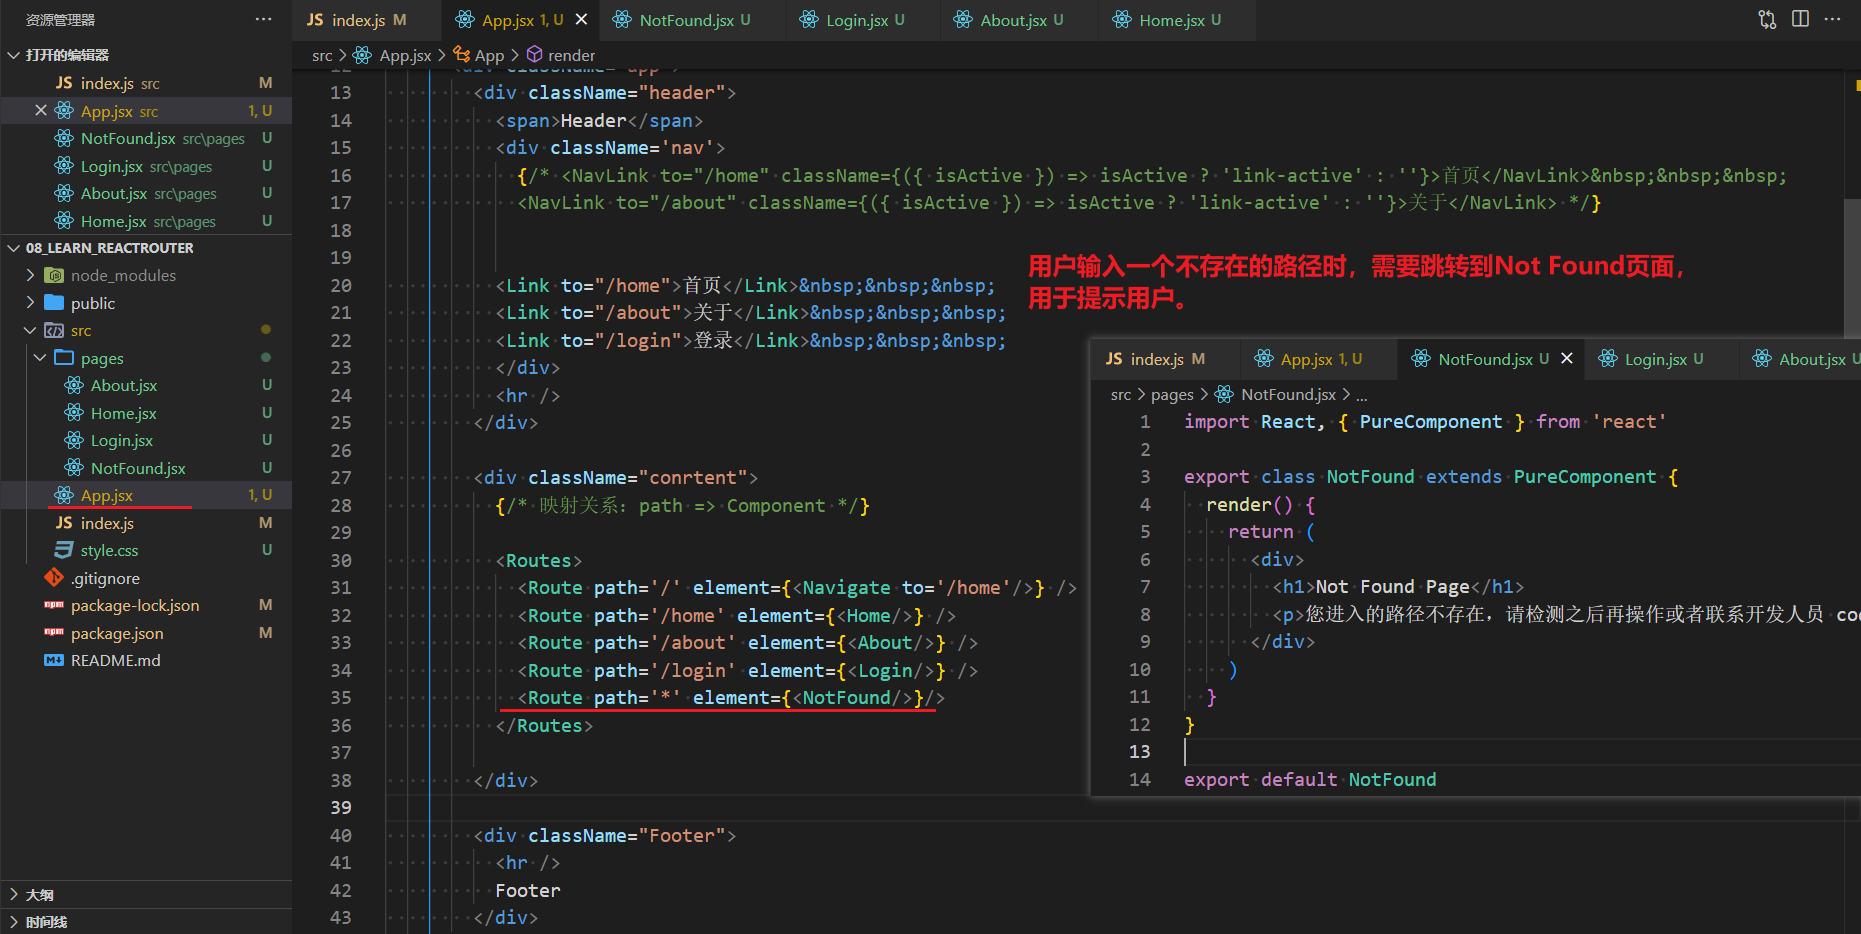 资源管理器 ···
打开的编辑器
JS index.js src M
App.jsx src 1, U
NotFound.jsx src\pages U
Login.jsx src\pages U
About.jsx src\pages U
Home.jsx src\pages U
08_LEARN_REACTROUTER
node_modules
public
src
pages
About.jsx U
Home.jsx U
Login.jsx U
NotFound.jsx U
App.jsx 1, U
JS index.js M
style.css U
.gitignore
npm package-lock.json M
npm package.json M
README.md
大纲
时间线
JS index.js M App.jsx 1, U NotFound.jsx U Login.jsx U About.jsx U Home.jsx U ···
src > App.jsx > App > render
12 <div className="app">
13 <div className="header">
14 <span>Header</span>
15 <div className='nav'>
16 {/* <NavLink to="/home" className={({ isActive }) => isActive ? 'link-active' : ''}>首页</NavLink>&nbsp;&nbsp;&nbsp;
17 <NavLink to="/about" className={({ isActive }) => isActive ? 'link-active' : ''}>关于</NavLink> */}
18
19
20 <Link to="/home">首页</Link>&nbsp;&nbsp;&nbsp;
21 <Link to="/about">关于</Link>&nbsp;&nbsp;&nbsp;
22 <Link to="/login">登录</Link>&nbsp;&nbsp;&nbsp;
23 </div>
24 <hr />
25 </div>
26
27 <div className="conrtent">
28 {/* 映射关系：path => Component */}
29
30 <Routes>
31 <Route path='/' element={<Navigate to='/home'/>} />
32 <Route path='/home' element={<Home/>} />
33 <Route path='/about' element={<About/>} />
34 <Route path='/login' element={<Login/>} />
35 <Route path='*' element={<NotFound/>}/>
36 </Routes>
37
38 </div>
39
40 <div className="Footer">
41 <hr />
42 Footer
43 </div>
用户输入一个不存在的路径时，需要跳转到Not Found页面，
用于提示用户。
JS index.js M App.jsx 1, U NotFound.jsx U Login.jsx U About.jsx U
src > pages > NotFound.jsx > ...
1 import React, { PureComponent } from 'react'
2
3 export class NotFound extends PureComponent {
4 render() {
5 return (
6 <div>
7 <h1>Not Found Page</h1>
8 <p>您进入的路径不存在，请检测之后再操作或者联系开发人员
9 </div>
10 )
11 }
12 }
13
14 export default NotFound